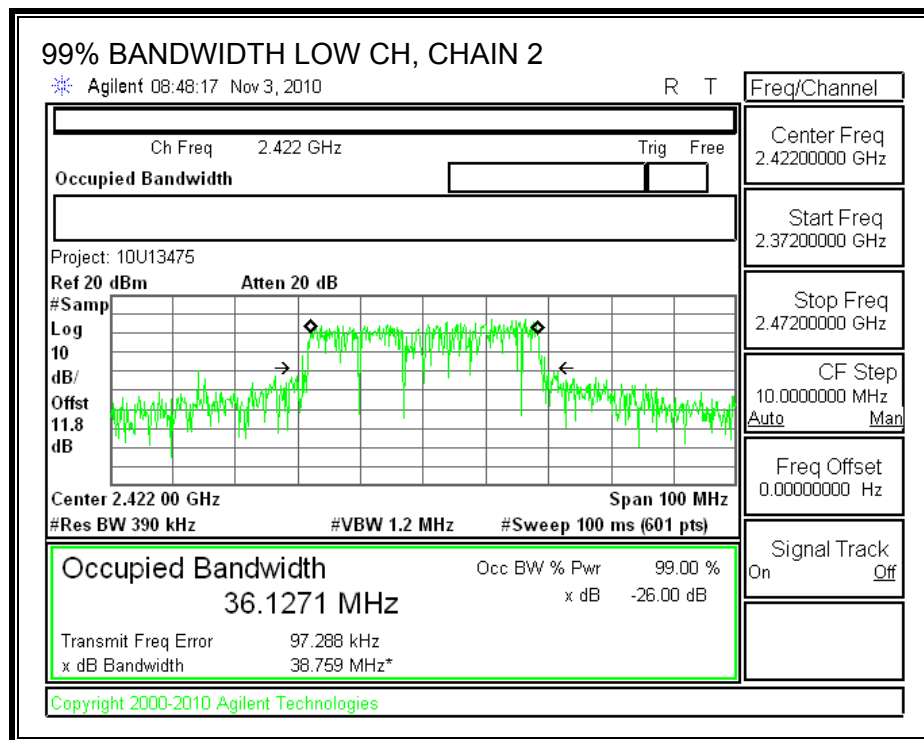 99% BANDWIDTH LOW CH, CHAIN 2
Agilent 08:48:17 Nov 3, 2010 R T
Freq/Channel
Ch Freq 2.422 GHz Trig Free
Occupied Bandwidth
Center Freq
2.42200000 GHz
Start Freq
2.37200000 GHz
Stop Freq
2.47200000 GHz
CF Step
10.0000000 MHz
Auto Man
Freq Offset
0.00000000 Hz
Signal Track
On Off
Project: 10U13475
Ref 20 dBm Atten 20 dB
#Samp
Log
10
dB/
Offst
11.8
dB
Center 2.422 00 GHz Span 100 MHz
#Res BW 390 kHz #VBW 1.2 MHz #Sweep 100 ms (601 pts)
Occupied Bandwidth
36.1271 MHz
Occ BW % Pwr 99.00 %
x dB -26.00 dB
Transmit Freq Error 97.288 kHz
x dB Bandwidth 38.759 MHz*
Copyright 2000-2010 Agilent Technologies